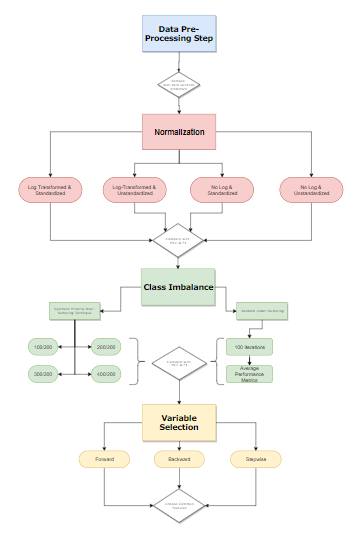 Data Pre-
Processing Step
Normalization
Log Transformed &
Standardized
Log-Transformed &
Unstandardized
No Log &
Standardized
No Log &
Unstandardized
Class Imbalance
100/200
200/200
300/200
400/200
100 Iterations
Average
Performance
Metrics
Variable
Selection
Forward
Backward
Stepwise